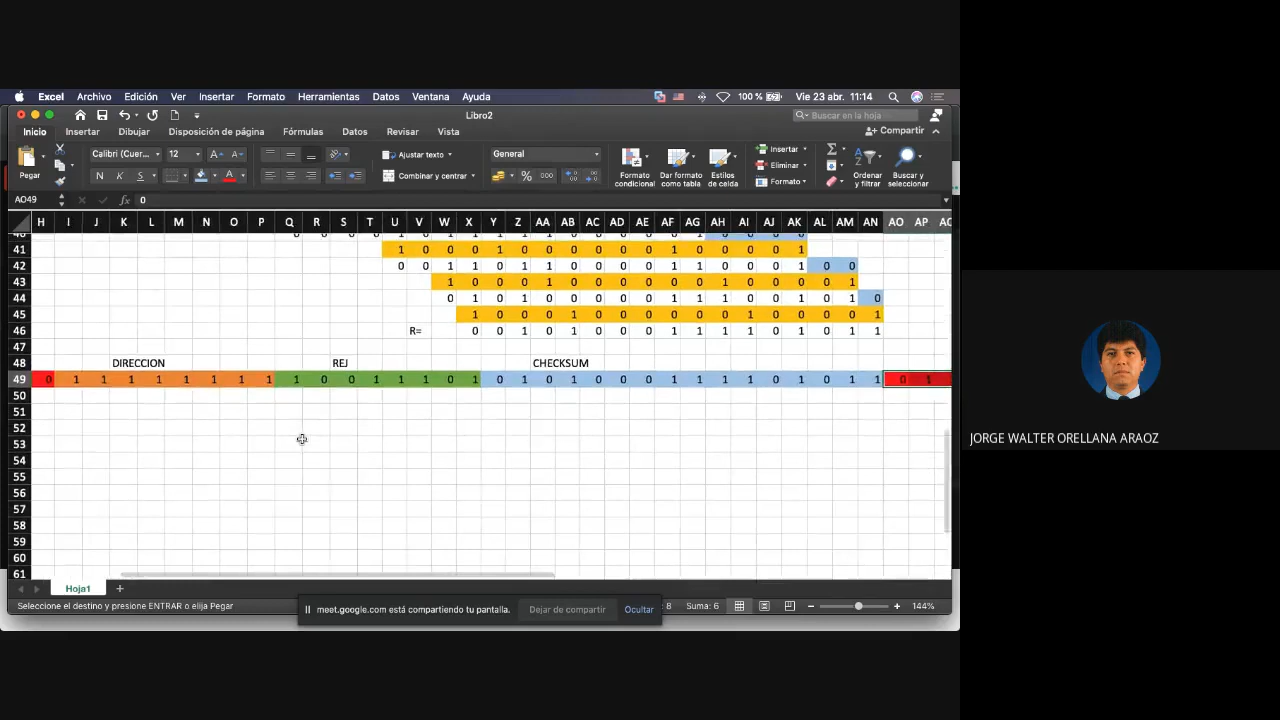 Excel Archivo Edición Ver Insertar Formato Herramientas Datos Ventana Ayuda 100 % Vie 23 abr. 11:14
Libro2 Buscar en la hoja
Inicio Insertar Dibujar Disposición de página Fórmulas Datos Revisar Vista Compartir
Calibri (Cuer... 12 A A Ajustar texto General Insertar
Pegar N K S A Combinar y centrar % 000 Formato condicional Dar formato como tabla Estilos de celda Eliminar Formato Ordenar y filtrar Buscar y seleccionar
AO49 fx 0
H I J K L M N O P Q R S T U V W X Y Z AA AB AC AD AE AF AG AH AI AJ AK AL AM AN AO AP
41 1 0 0 0 1 0 0 0 0 0 0 1 0 0 0 0 1
42 0 0 1 1 0 1 0 0 0 0 1 1 0 0 0 0 1 0 0
43 1 0 0 0 1 0 0 0 0 0 0 1 0 0 0 0 1
44 0 1 0 1 0 0 0 0 1 1 1 0 1 0 1 0 1 0
45 1 0 0 0 1 0 0 0 0 0 0 1 0 0 0 0 1
46 R= 0 0 1 0 1 0 0 0 1 1 1 1 0 1 0 1 1
47
48 DIRECCION REJ CHECKSUM
49 0 1 1 1 1 1 1 1 1 1 0 0 1 1 1 0 1 0 1 0 1 0 0 0 1 1 1 1 0 1 0 1 1 0 1
50
51
52
53
54
55
56
57
58
59
60
61
Hoja1 +
Seleccione el destino y presione ENTRAR o elija Pegar 8 Suma: 6 144%
meet.google.com está compartiendo tu pantalla. Dejar de compartir Ocultar
JORGE WALTER ORELLANA ARAOZ